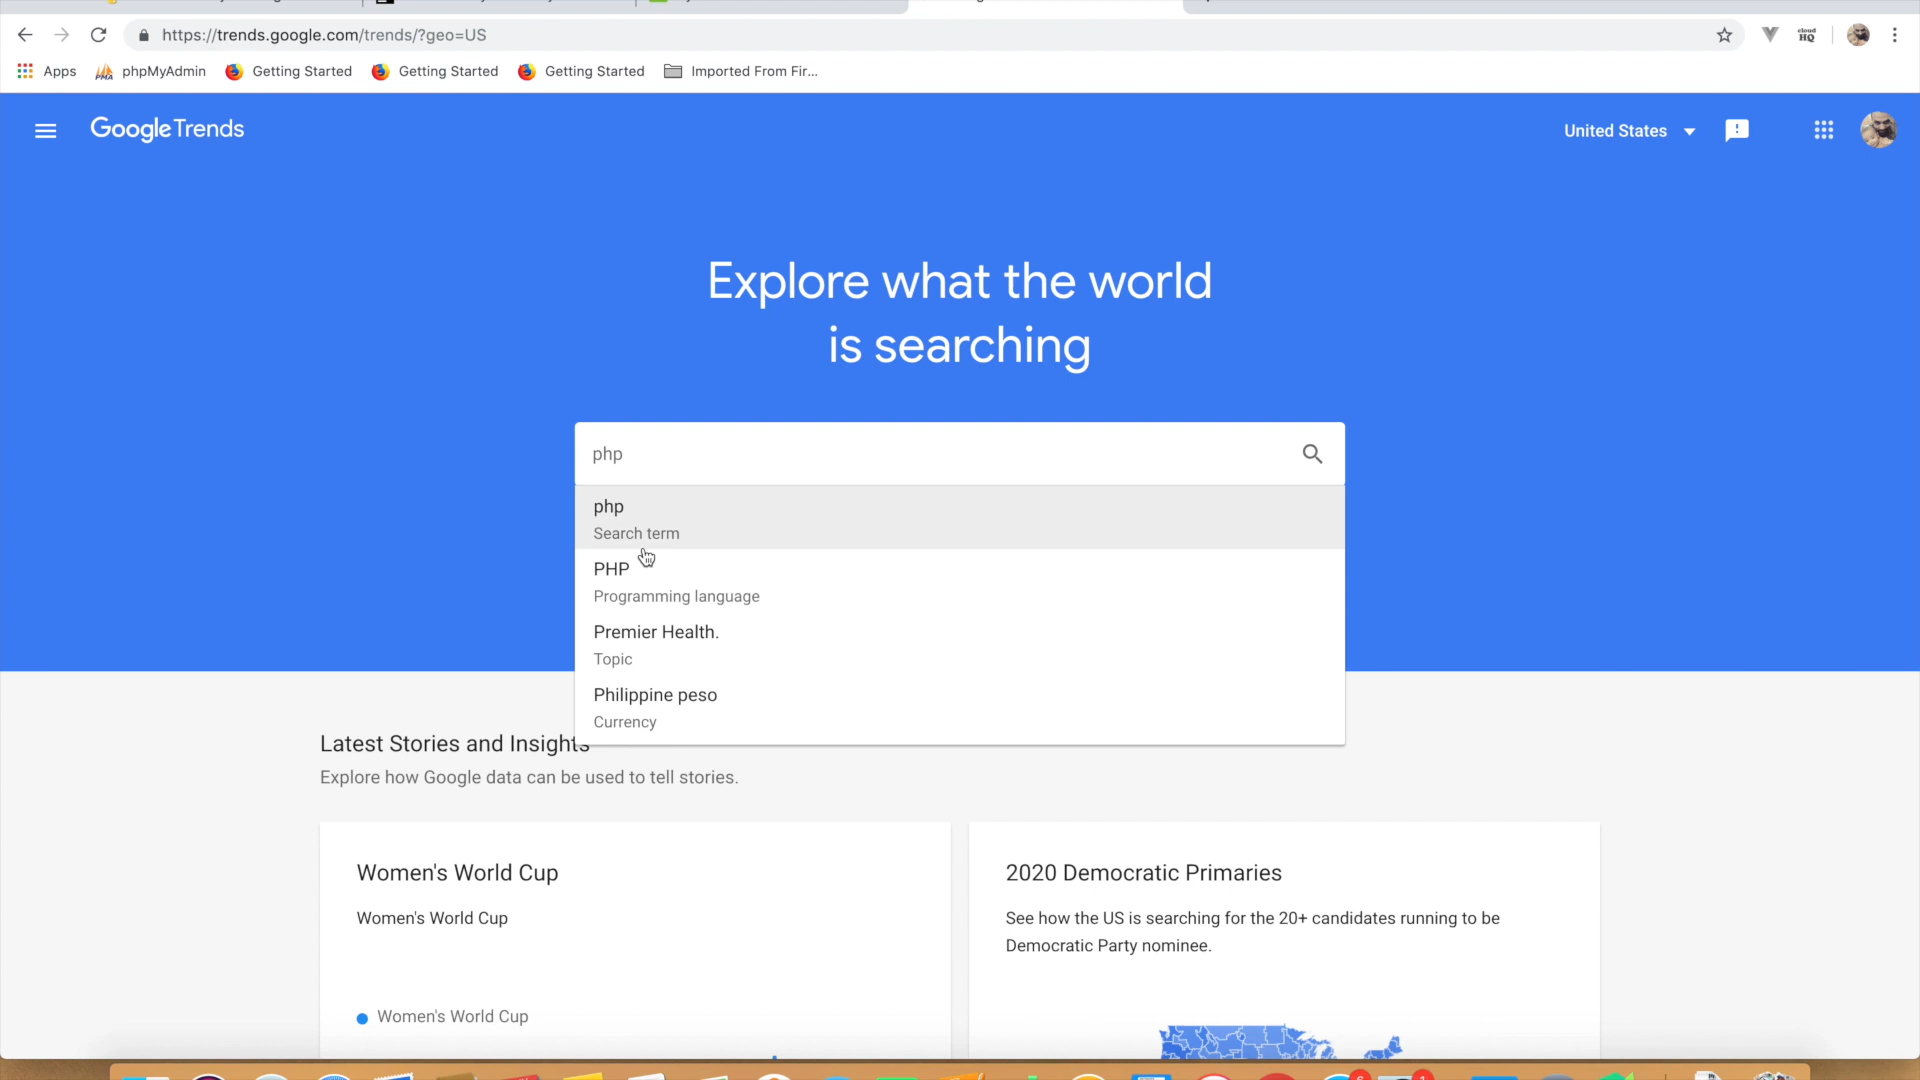 https://trends.google.com/trends/?geo=US
cloud HQ
Apps phpMyAdmin Getting Started Getting Started Getting Started Imported From Fir...
Google Trends
United States
Explore what the world
is searching
php
php
Search term
PHP
Programming language
Premier Health.
Topic
Philippine peso
Currency
Latest Stories and Insights
Explore how Google data can be used to tell stories.
Women's World Cup
Women's World Cup
Women's World Cup
2020 Democratic Primaries
See how the US is searching for the 20+ candidates running to be
Democratic Party nominee.